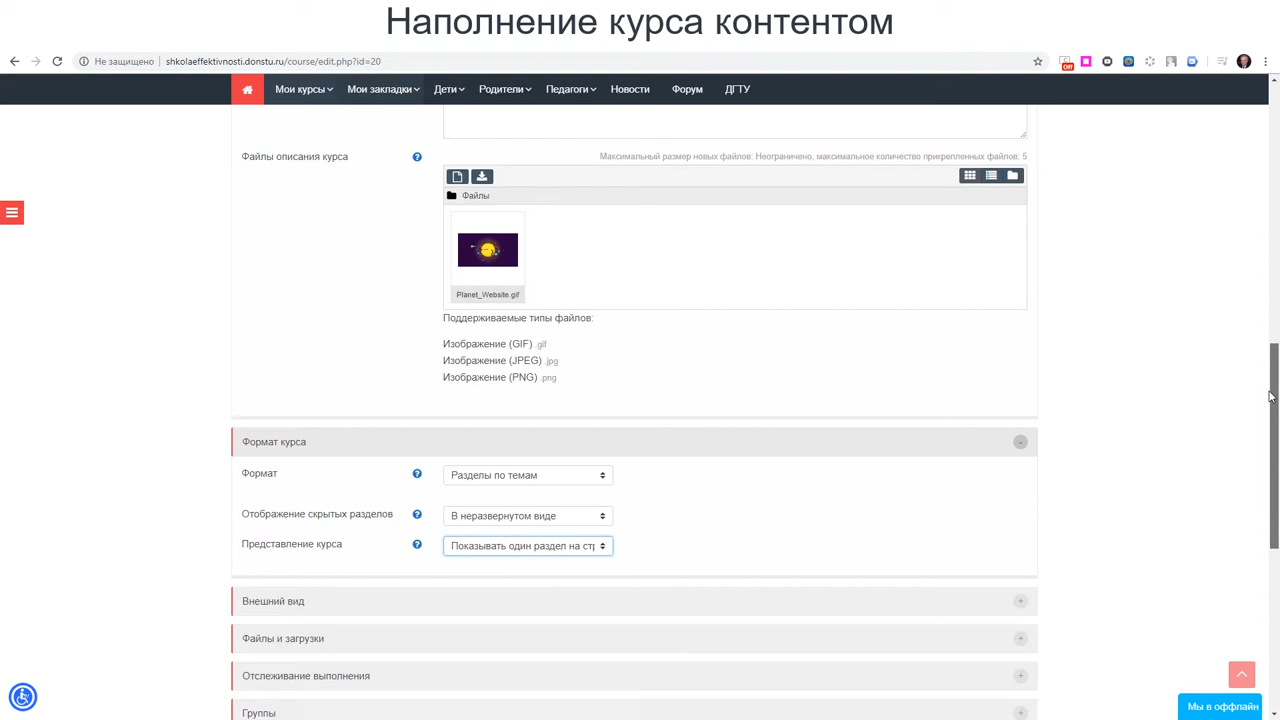 Наполнение курса контентом
Не защищено shkolaeffektivnosti.donstu.ru/course/edit.php?id=20
Off
Мои курсы Мои закладки Дети Родители Педагоги Новости Форум ДГТУ
Файлы описания курса
Максимальный размер новых файлов: Неограничено, максимальное количество прикрепленных файлов: 5
Файлы
Planet_Website.gif
Поддерживаемые типы файлов:
Изображение (GIF) .gif
Изображение (JPEG) .jpg
Изображение (PNG) .png
Формат курса
Формат
Разделы по темам
Отображение скрытых разделов
В неразвернутом виде
Представление курса
Показывать один раздел на стр
Внешний вид
Файлы и загрузки
Отслеживание выполнения
Группы
Мы в оффлайн